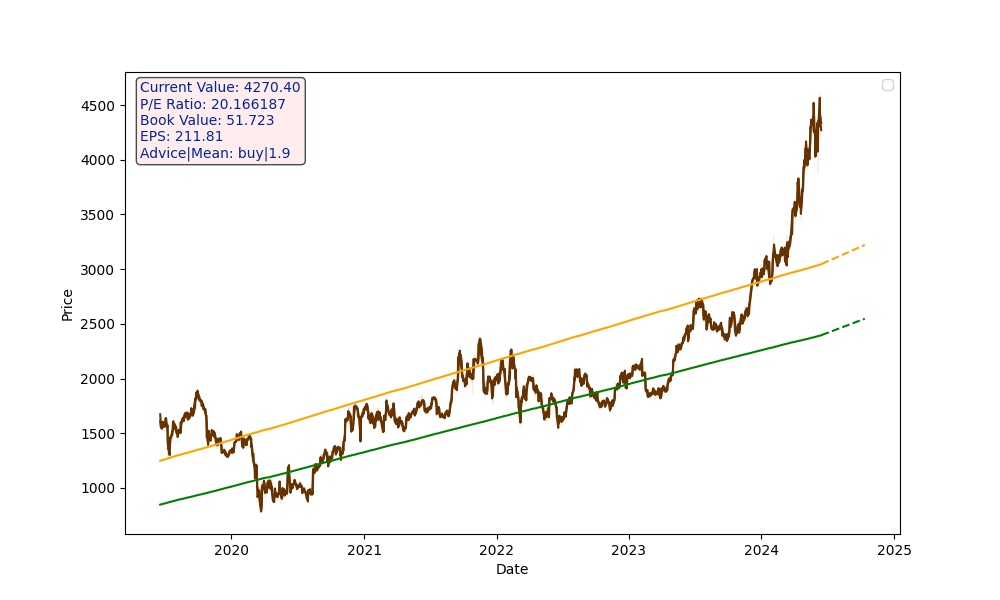 Current Value: 4270.40
P/E Ratio: 20.166187
Book Value: 51.723
EPS: 211.81
Advice|Mean: buy|1.9
4500
4000
3500
3000
2500
2000
1500
1000
Price
2020 2021 2022 2023 2024 2025
Date